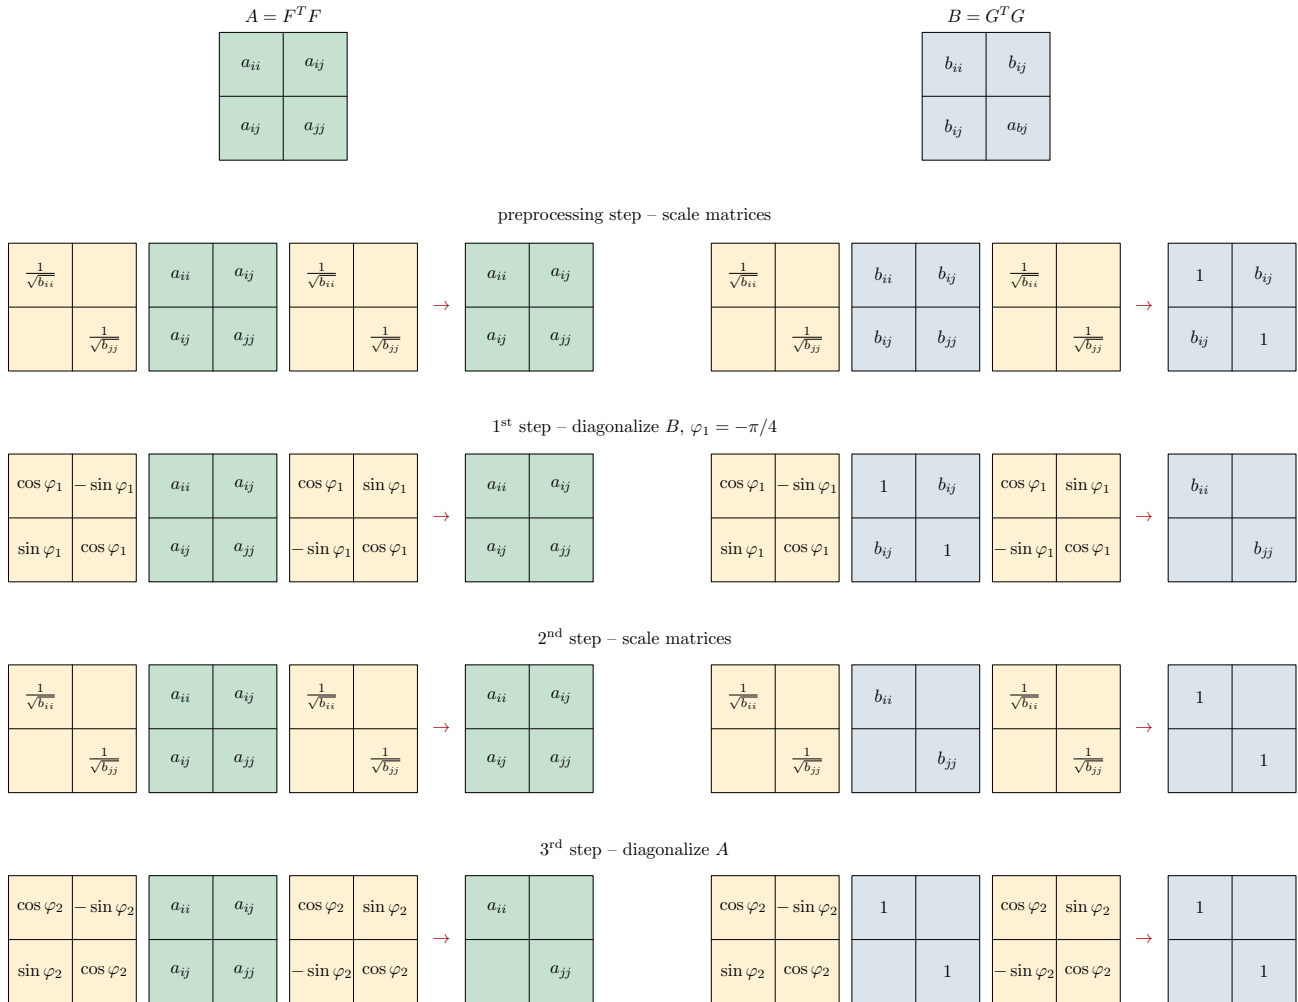 A = FᵀF B = GᵀG
a_ii a_ij b_ii b_ij
a_ij a_jj b_ij a_bj
preprocessing step – scale matrices
1/√b_ii a_ii a_ij 1/√b_ii a_ii a_ij 1/√b_ii b_ii b_ij 1/√b_ii 1 b_ij
→ →
1/√b_jj a_ij a_jj 1/√b_jj a_ij a_jj 1/√b_jj b_ij b_jj 1/√b_jj b_ij 1
1st step – diagonalize B, φ₁ = −π/4
cos φ₁ − sin φ₁ a_ii a_ij cos φ₁ sin φ₁ a_ii a_ij cos φ₁ − sin φ₁ 1 b_ij cos φ₁ sin φ₁ b_ii
→ →
sin φ₁ cos φ₁ a_ij a_jj − sin φ₁ cos φ₁ a_ij a_jj sin φ₁ cos φ₁ b_ij 1 − sin φ₁ cos φ₁ b_jj
2nd step – scale matrices
1/√b_ii a_ii a_ij 1/√b_ii a_ii a_ij 1/√b_ii b_ii 1/√b_ii 1
→ →
1/√b_jj a_ij a_jj 1/√b_jj a_ij a_jj 1/√b_jj b_jj 1/√b_jj 1
3rd step – diagonalize A
cos φ₂ − sin φ₂ a_ii a_ij cos φ₂ sin φ₂ a_ii cos φ₂ − sin φ₂ 1 cos φ₂ sin φ₂ 1
→ →
sin φ₂ cos φ₂ a_ij a_jj − sin φ₂ cos φ₂ a_jj sin φ₂ cos φ₂ 1 − sin φ₂ cos φ₂ 1